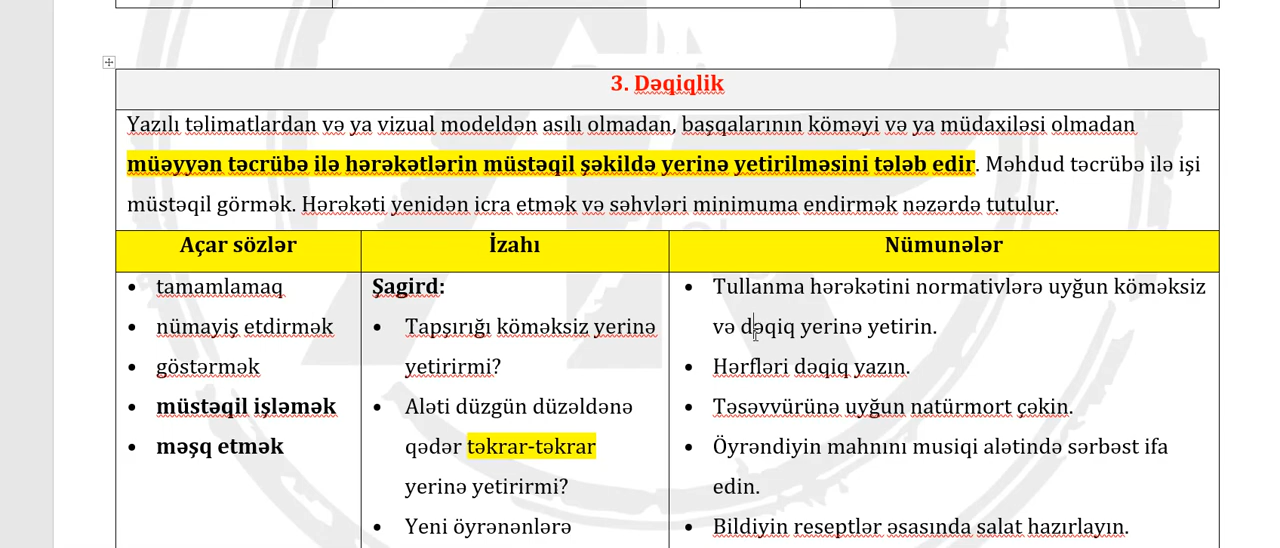 3. Dəqiqlik
Yazılı təlimatlardan və ya vizual modeldən asılı olmadan, başqalarının köməyi və ya müdaxiləsi olmadan
müəyyən təcrübə ilə hərəkətlərin müstəqil şəkildə yerinə yetirilməsini tələb edir. Məhdud təcrübə ilə işi
müstəqil görmək. Hərəkəti yenidən icra etmək və səhvləri minimuma endirmək nəzərdə tutulur.
Açar sözlər
tamamlamaq
nümayiş etdirmək
göstərmək
müstəqil işləmək
məşq etmək
İzahı
Şagird:
Tapşırığı köməksiz yerinə
yetirirmi?
Aləti düzgün düzəldənə
qədər təkrar-təkrar
yerinə yetirirmi?
Yeni öyrənənlərə
Nümunələr
Tullanma hərəkətini normativlərə uyğun köməksiz
və dəqiq yerinə yetirin.
Hərfləri dəqiq yazın.
Təsəvvürünə uyğun natürmort çəkin.
Öyrəndiyin mahnını musiqi alətində sərbəst ifa
edin.
Bildiyin reseptlər əsasında salat hazırlayın.